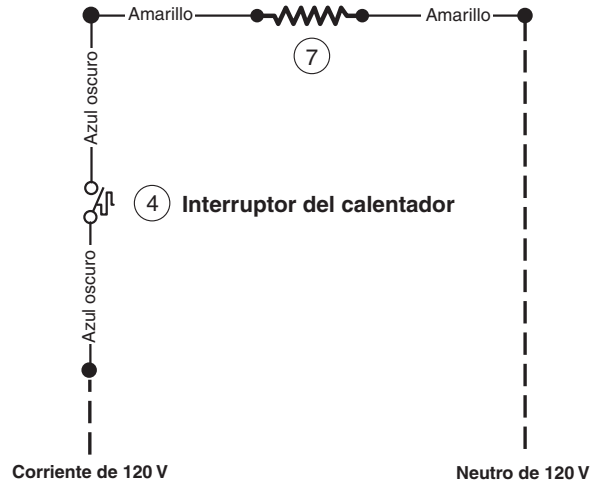 Amarillo
Amarillo
7
Azul oscuro
4 Interruptor del calentador
Azul oscuro
Corriente de 120 V
Neutro de 120 V